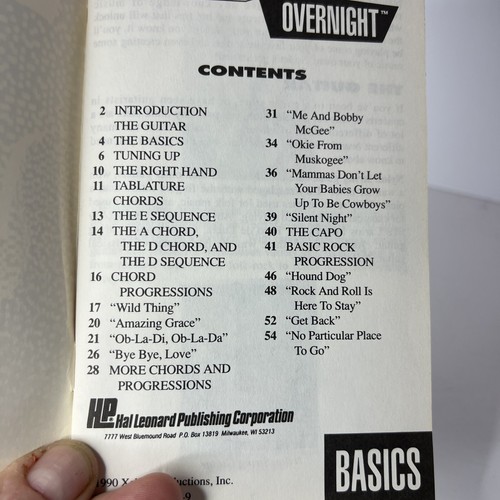 OVERNIGHT™
CONTENTS
2 INTRODUCTION
THE GUITAR
4 THE BASICS
6 TUNING UP
10 THE RIGHT HAND
11 TABLATURE
CHORDS
13 THE E SEQUENCE
14 THE A CHORD,
THE D CHORD, AND
THE D SEQUENCE
16 CHORD
PROGRESSIONS
17 “Wild Thing”
20 “Amazing Grace”
21 “Ob-La-Di, Ob-La-Da”
26 “Bye Bye, Love”
28 MORE CHORDS AND
PROGRESSIONS
31 “Me And Bobby
McGee”
34 “Okie From
Muskogee”
36 “Mammas Don’t Let
Your Babies Grow
Up To Be Cowboys”
39 “Silent Night”
40 THE CAPO
41 BASIC ROCK
PROGRESSION
46 “Hound Dog”
48 “Rock And Roll Is
Here To Stay”
52 “Get Back”
54 “No Particular Place
To Go”
Hal Leonard Publishing Corporation
7777 West Bluemound Road P.O. Box 13819 Milwaukee, WI 53213
1990 Inc.
BASICS